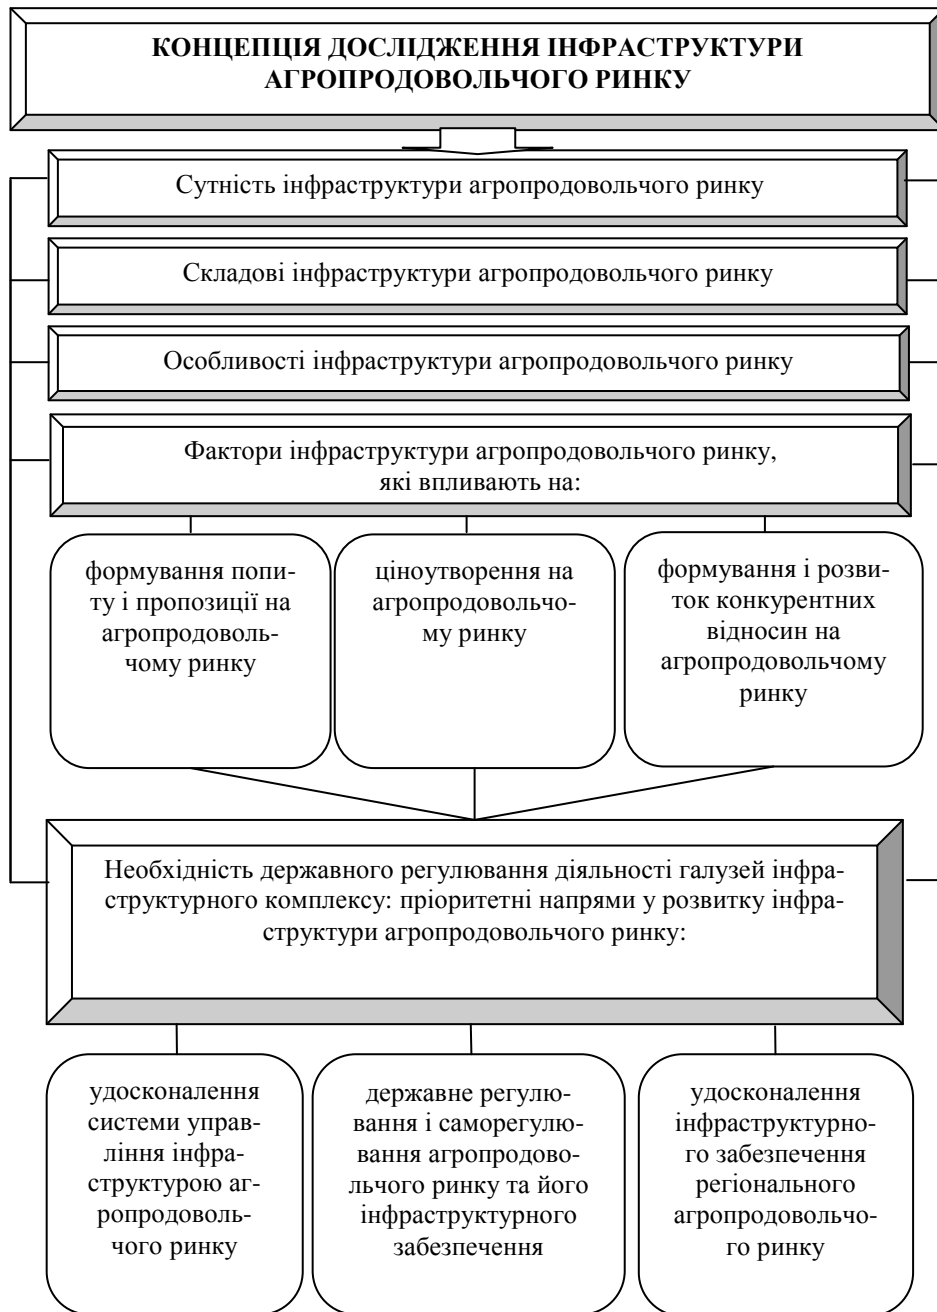 КОНЦЕПЦІЯ ДОСЛІДЖЕННЯ ІНФРАСТРУКТУРИ
АГРОПРОДОВОЛЬЧОГО РИНКУ
Сутність інфраструктури агропродовольчого ринку
Складові інфраструктури агропродовольчого ринку
Особливості інфраструктури агропродовольчого ринку
Фактори інфраструктури агропродовольчого ринку,
які впливають на:
формування попи-
ту і пропозиції на
агропродоволь-
чому ринку
ціноутворення на
агропродовольчо-
му ринку
формування і розви-
ток конкурентних
відносин на
агропродовольчому
ринку
Необхідність державного регулювання діяльності галузей інфра-
структурного комплексу: пріоритетні напрями у розвитку інфра-
структури агропродовольчого ринку:
удосконалення
системи управ-
ління інфра-
структурою аг-
ропродоволь-
чого ринку
державне регулю-
вання і саморегулю-
вання агропродово-
льчого ринку та його
інфраструктурного
забезпечення
удосконалення
інфраструктурно-
го забезпечення
регіонального
агропродовольчо-
го ринку